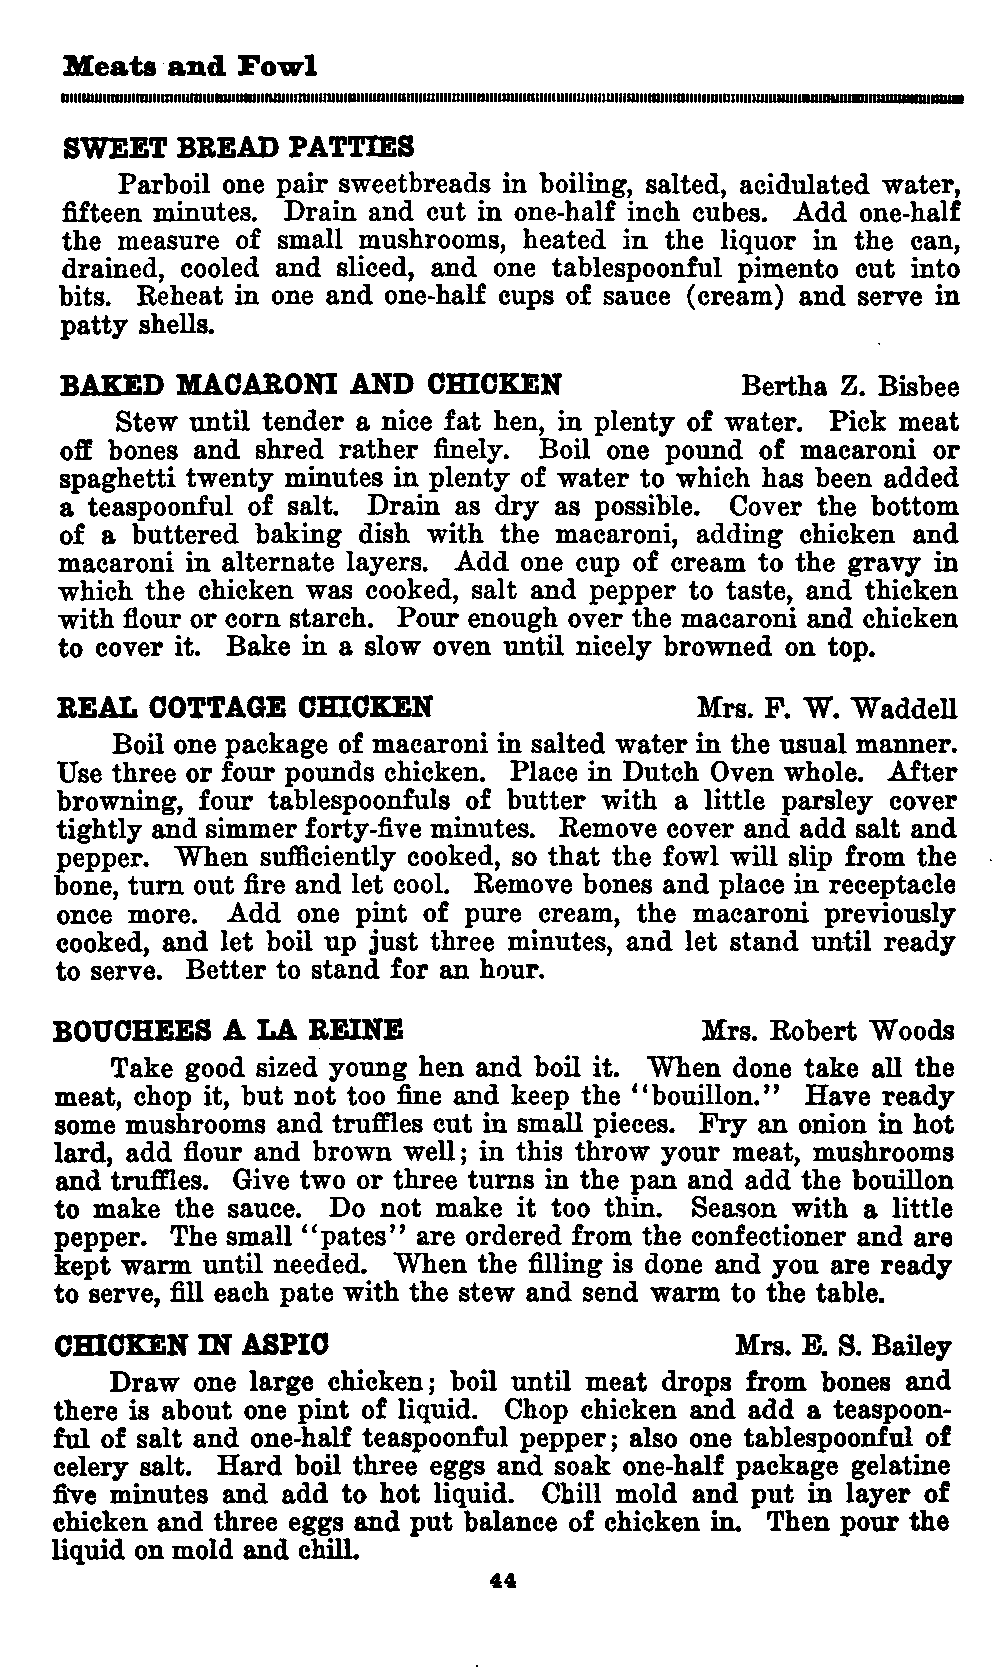 Meats and Fowl
SWEET BREAD PATTIES
Parboil one pair sweetbreads in boiling, salted, acidulated water,
fifteen minutes. Drain and cut in one-half inch cubes. Add one-half
the measure of small mushrooms, heated in the liquor in the can,
drained, cooled and sliced, and one tablespoonful pimento cut into
bits. Reheat in one and one-half cups of sauce (cream) and serve in
patty shells.
BAKED MACARONI AND CHICKEN Bertha Z. Bisbee
Stew until tender a nice fat hen, in plenty of water. Pick meat
off bones and shred rather finely. Boil one pound of macaroni or
spaghetti twenty minutes in plenty of water to which has been added
a teaspoonful of salt. Drain as dry as possible. Cover the bottom
of a buttered baking dish with the macaroni, adding chicken and
macaroni in alternate layers. Add one cup of cream to the gravy in
which the chicken was cooked, salt and pepper to taste, and thicken
with flour or corn starch. Pour enough over the macaroni and chicken
to cover it. Bake in a slow oven until nicely browned on top.
REAL COTTAGE CHICKEN Mrs. F. W. Waddell
Boil one package of macaroni in salted water in the usual manner.
Use three or four pounds chicken. Place in Dutch Oven whole. After
browning, four tablespoonfuls of butter with a little parsley cover
tightly and simmer forty-five minutes. Remove cover and add salt and
pepper. When sufficiently cooked, so that the fowl will slip from the
bone, turn out fire and let cool. Remove bones and place in receptacle
once more. Add one pint of pure cream, the macaroni previously
cooked, and let boil up just three minutes, and let stand until ready
to serve. Better to stand for an hour.
BOUCHEES A LA REINE Mrs. Robert Woods
Take good sized young hen and boil it. When done take all the
meat, chop it, but not too fine and keep the "bouillon." Have ready
some mushrooms and truffles cut in small pieces. Fry an onion in hot
lard, add flour and brown well; in this throw your meat, mushrooms
and truffles. Give two or three turns in the pan and add the bouillon
to make the sauce. Do not make it too thin. Season with a little
pepper. The small "pates" are ordered from the confectioner and are
kept warm until needed. When the filling is done and you are ready
to serve, fill each pate with the stew and send warm to the table.
CHICKEN IN ASPIC Mrs. E. S. Bailey
Draw one large chicken; boil until meat drops from bones and
there is about one pint of liquid. Chop chicken and add a teaspoon-
ful of salt and one-half teaspoonful pepper; also one tablespoonful of
celery salt. Hard boil three eggs and soak one-half package gelatine
five minutes and add to hot liquid. Chill mold and put in layer of
chicken and three eggs and put balance of chicken in. Then pour the
liquid on mold and chill.
44